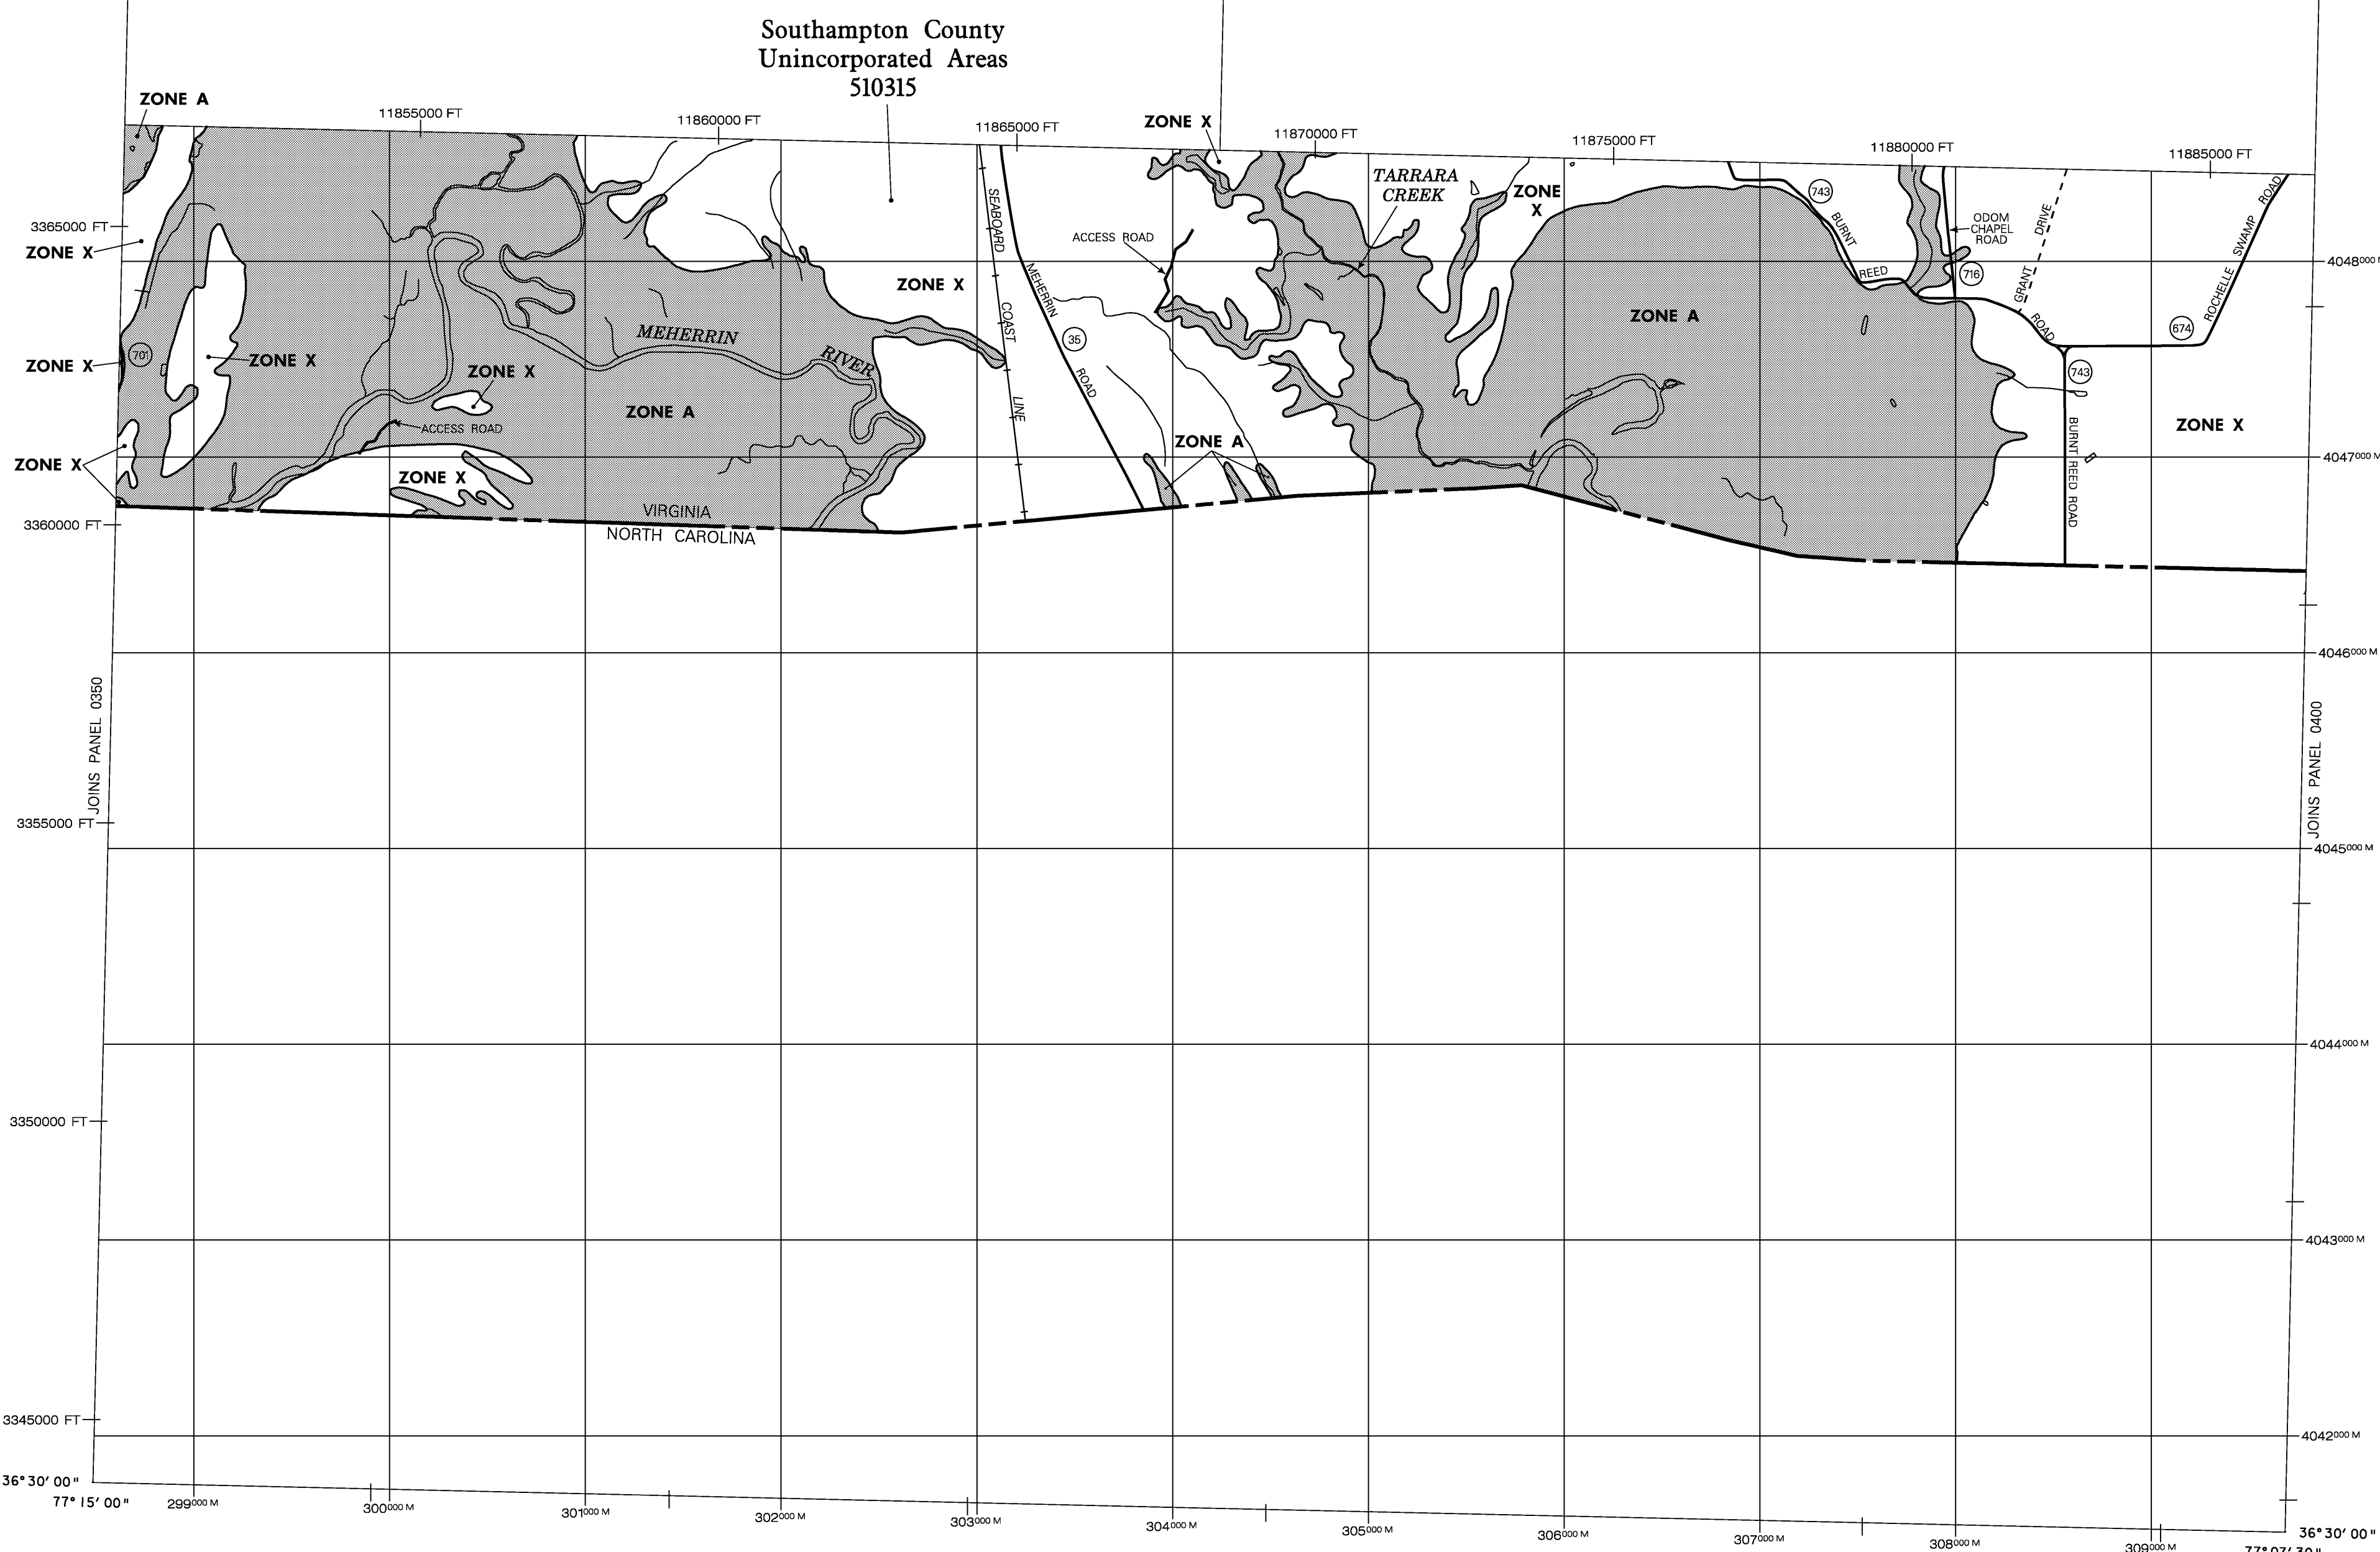 Southampton County
Unincorporated Areas
510315
ZONE A
11855000 FT
11860000 FT
11865000 FT
ZONE X
11870000 FT
11875000 FT
11880000 FT
11885000 FT
TARRARA
CREEK
ZONE
X
743
BURNT
REED
ODOM
CHAPEL
ROAD
716
GRANT DRIVE
ROAD
ROCHELLE SWAMP ROAD
674
3365000 FT
ZONE X
SEABOARD COAST LINE
MEHERRIN ROAD
35
ACCESS ROAD
4048000 M
ZONE X
ZONE A
MEHERRIN RIVER
701
ZONE X
ZONE X
ZONE X
ZONE A
ACCESS ROAD
743
BURNT REED ROAD
ZONE X
ZONE A
4047000 M
ZONE X
ZONE X
VIRGINIA
NORTH CAROLINA
3360000 FT
4046000 M
JOINS PANEL 0350
JOINS PANEL 0400
3355000 FT
4045000 M
4044000 M
3350000 FT
4043000 M
3345000 FT
4042000 M
36°30'00"
77°15'00"
299000 M
300000 M
301000 M
302000 M
303000 M
304000 M
305000 M
306000 M
307000 M
308000 M
309000 M
36°30'00"
77°07'30"